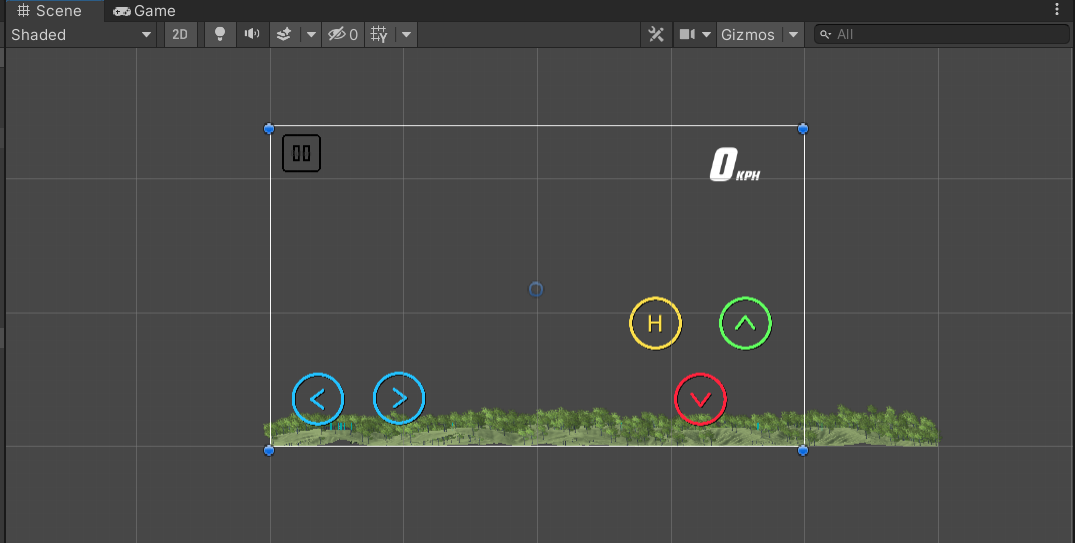 Scene Game
Shaded 2D 0 Gizmos All
0 KPH
H